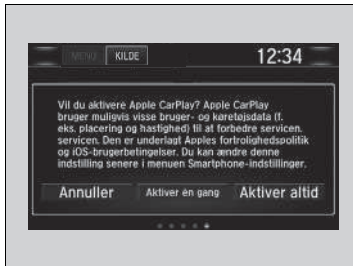 MENU KILDE 12:34
Vil du aktivere Apple CarPlay? Apple CarPlay
bruger muligvis visse bruger- og køretøjsdata (f.
eks. placering og hastighed) til at forbedre servicen.
servicen. Den er underlagt Apples fortrolighedspolitik
og iOS-brugerbetingelser. Du kan ændre denne
indstilling senere i menuen Smartphone-indstillinger.
Annuller Aktiver én gang Aktiver altid